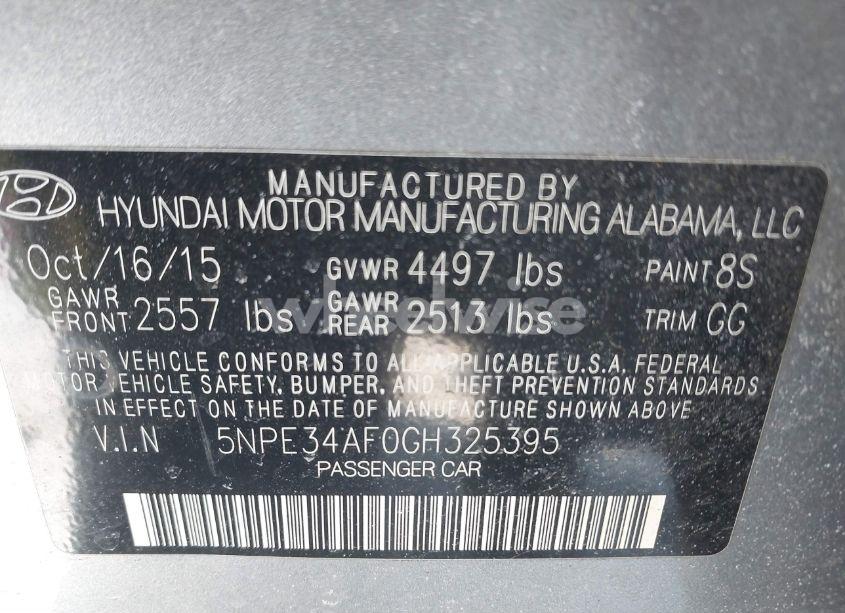 MANUFACTURED BY
HYUNDAI MOTOR MANUFACTURING ALABAMA, LLC
Oct/16/15 GVWR 4497 lbs PAINT 8S
GAWR FRONT 2557 lbs GAWR REAR 2513 lbs TRIM GG
THIS VEHICLE CONFORMS TO ALL APPLICABLE U.S.A. FEDERAL
MOTOR VEHICLE SAFETY, BUMPER, AND THEFT PREVENTION STANDARDS
IN EFFECT ON THE DATE OF MANUFACTURE SHOWN ABOVE
V.I.N 5NPE34AF0GH325395
PASSENGER CAR